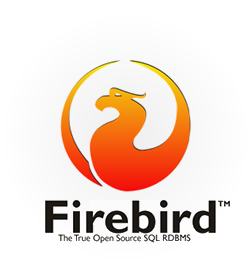 Firebird™
The True Open Source SQL RDBMS